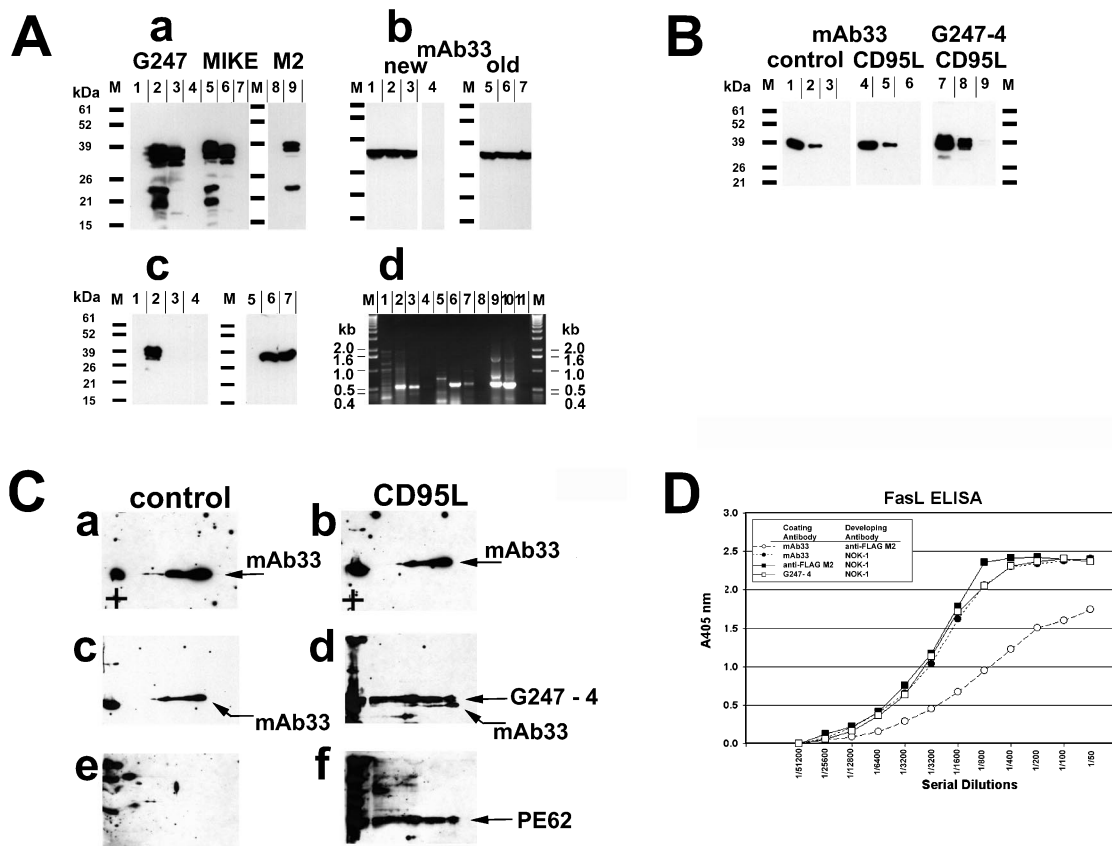 A
a
G247 MIKE M2
kDa M 1 2 3 4 5 6 7 M 8 9
61
52
39
26
21
15
b
mAb33
new old
M 1 2 3 4 M 5 6 7
c
kDa M 1 2 3 4 M 5 6 7
61
52
39
26
21
15
d
M 1 2 3 4 5 6 7 8 9 10 11 M
kb kb
2.0 2.0
1.6 1.6
1.0 1.0
0.5 0.5
0.4 0.4
B
mAb33 G247-4
control CD95L CD95L
kDa M 1 2 3 4 5 6 7 8 9 M
61
52
39
26
21
C
control CD95L
a
mAb33
b
mAb33
c
mAb33
d
G247 - 4
mAb33
e
f
PE62
D
FasL ELISA
Coating Developing
Antibody Antibody
mAb33 anti-FLAG M2
mAb33 NOK-1
anti-FLAG M2 NOK-1
G247- 4 NOK-1
A405 nm
3.0
2.5
2.0
1.5
1.0
0.5
0.0
1/51200 1/25600 1/12800 1/6400 1/3200 1/3200 1/1600 1/800 1/400 1/200 1/100 1/50
Serial Dilutions